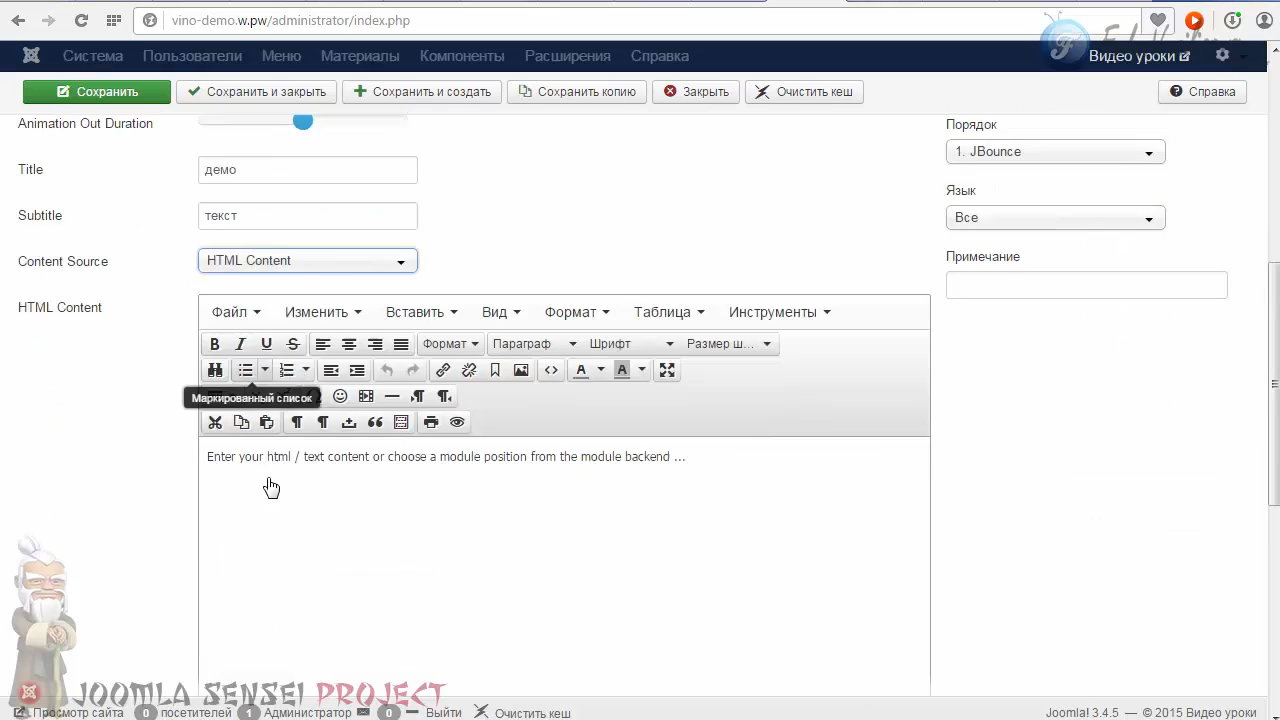 vino-demo.w.pw/administrator/index.php
Система Пользователи Меню Материалы Компоненты Расширения Справка Видео уроки
Сохранить Сохранить и закрыть Сохранить и создать Сохранить копию Закрыть Очистить кеш Справка
Animation Out Duration
Порядок
1. JBounce
Title демо
Язык
Subtitle текст
Все
Content Source HTML Content
Примечание
HTML Content
Файл Изменить Вставить Вид Формат Таблица Инструменты
Формат Параграф Шрифт Размер ш...
Маркированный список
Enter your html / text content or choose a module position from the module backend ...
JOOMLA SENSEI PROJECT
Просмотр сайта 0 посетителей 1 Администратор 0 Выйти Очистить кеш Joomla! 3.4.5 — © 2015 Видео уроки